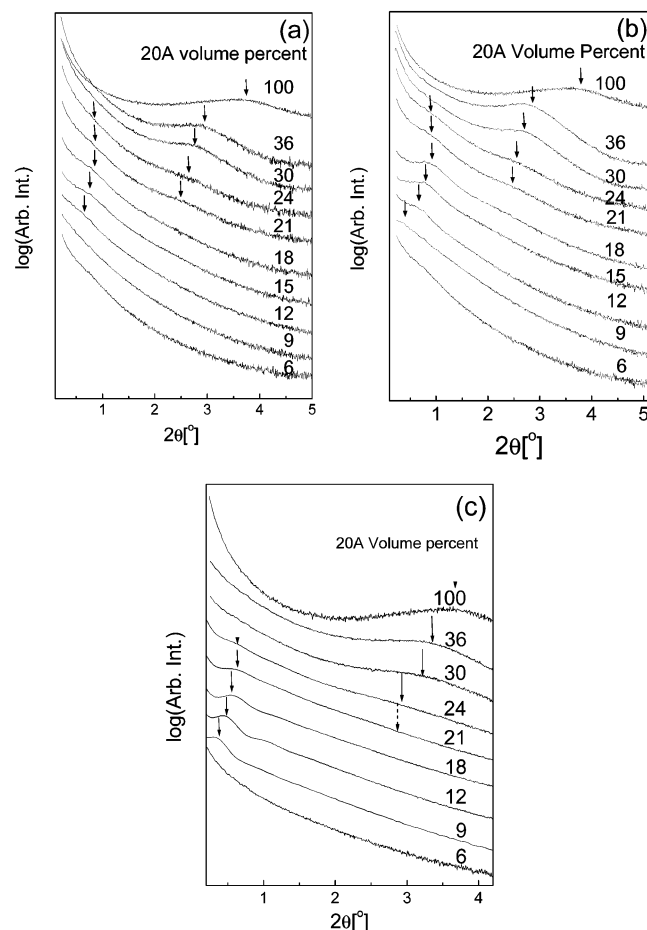 (a)
20A volume percent
100
36
30
24
21
18
15
12
9
6
log(Arb. Int.)
1 2 3 4 5
2θ[°]
(b)
20A Volume Percent
100
36
30
24
21
18
15
12
9
6
log(Arb. Int.)
1 2 3 4 5
2θ[°]
(c)
20A Volume percent
100
36
30
24
21
18
12
9
6
log(Arb. Int.)
1 2 3 4
2θ[°]